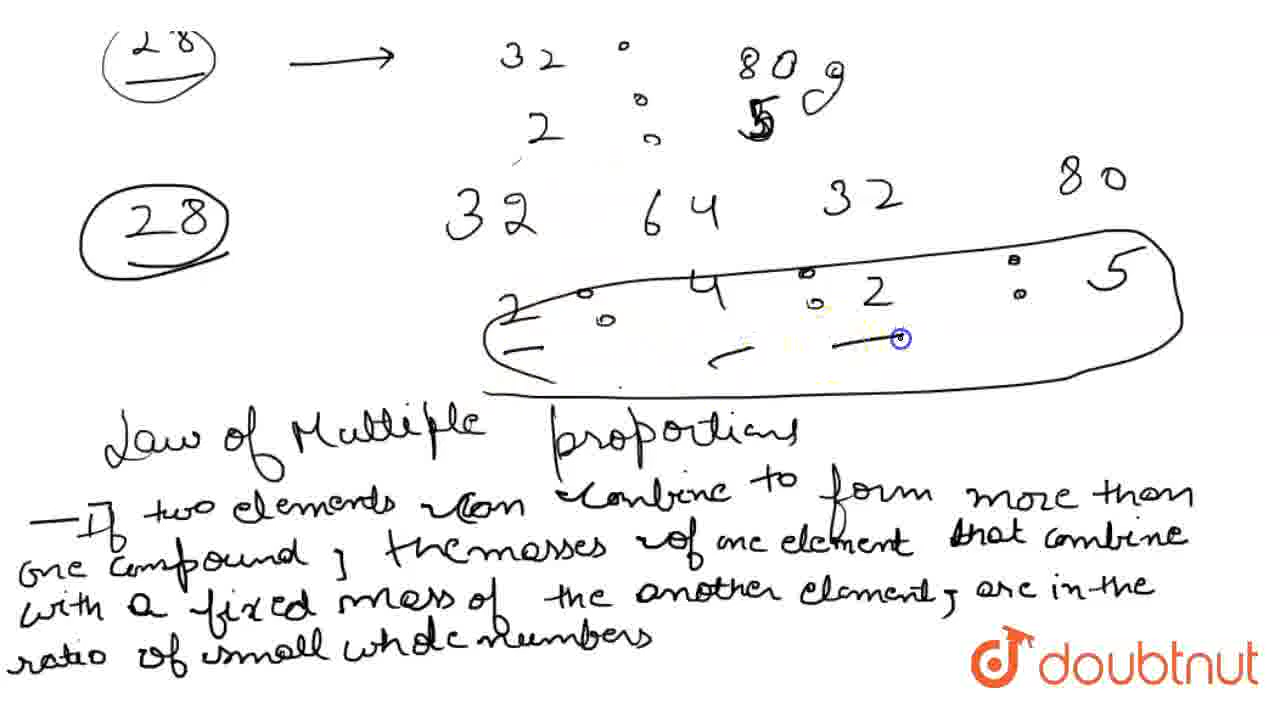 28 → 32 : 80 g
2 : 5
28 32 64 32 80
2 : 4 : 2 : 5
Law of Multiple proportions
— If two elements can combine to form more than
one compound, the masses of one element that combine
with a fixed mass of the another element, are in the
ratio of small whole numbers
doubtnut